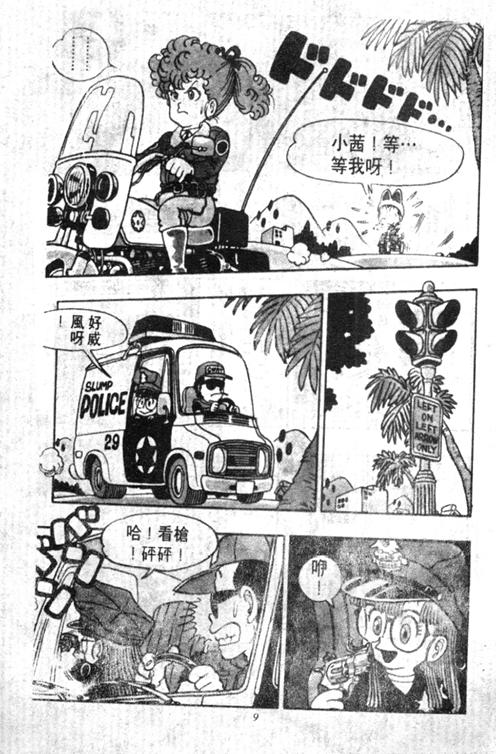 ………
ドドドドド…
小茜！等…
等我呀！
好威
風呀！
SLUMP
POLICE
29
LEFT
ON
LEFT
ARROW
ONLY
哈！看槍
！砰砰！
咿！
9